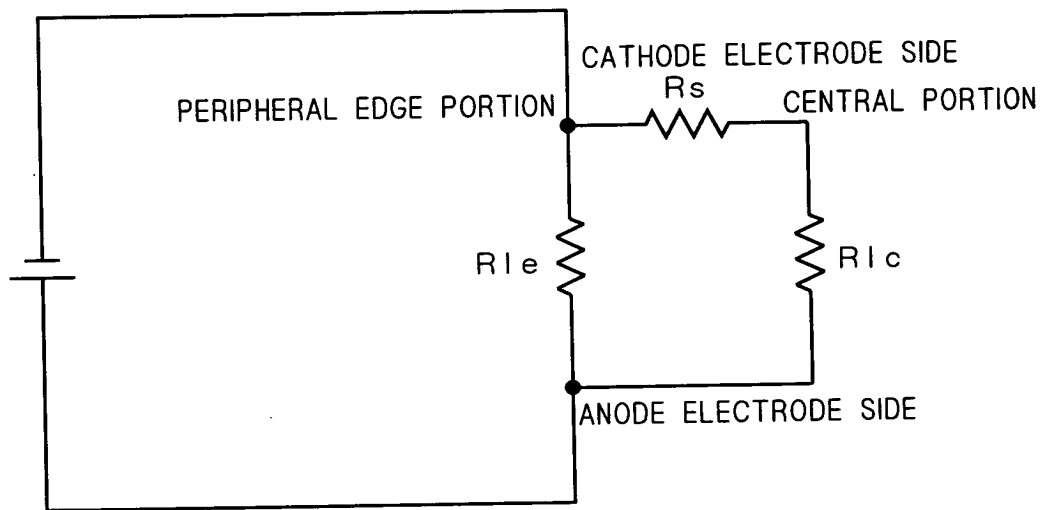 CATHODE ELECTRODE SIDE
Rs
CENTRAL PORTION
PERIPHERAL EDGE PORTION
Rle
Rlc
ANODE ELECTRODE SIDE